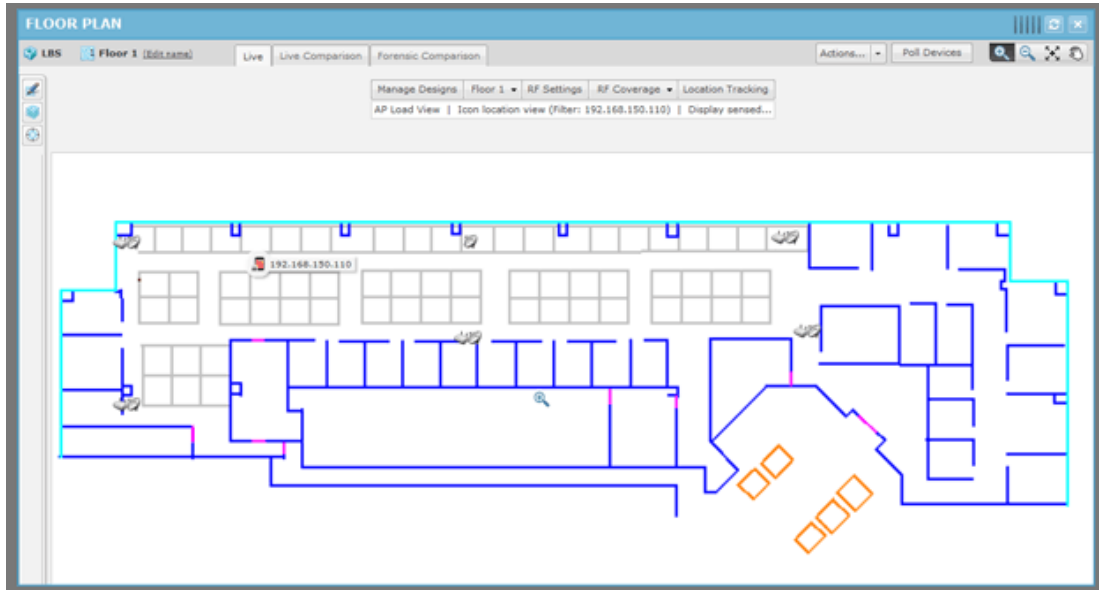 FLOOR PLAN
LBS Floor 1 [Edit name] Live Live Comparison Forensic Comparison Actions... Poll Devices
Manage Designs Floor 1 RF Settings RF Coverage Location Tracking
AP Load View | Icon location view (Filter: 192.168.150.110) | Display sensed...
192.168.150.110